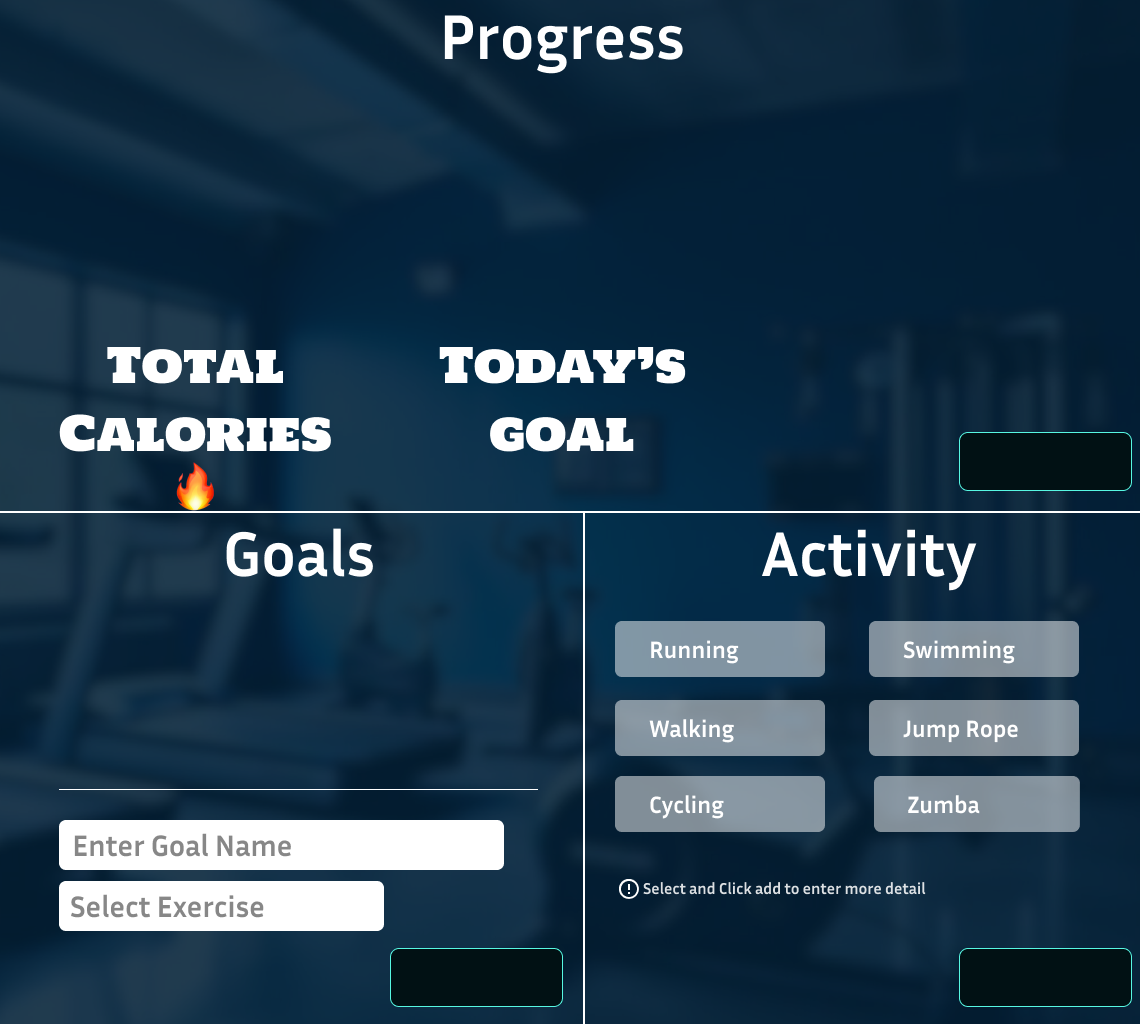 Progress
Total
Calories
🔥
Today's
goal
Goals
Enter Goal Name
Select Exercise
Activity
Running
Swimming
Walking
Jump Rope
Cycling
Zumba
Select and Click add to enter more detail